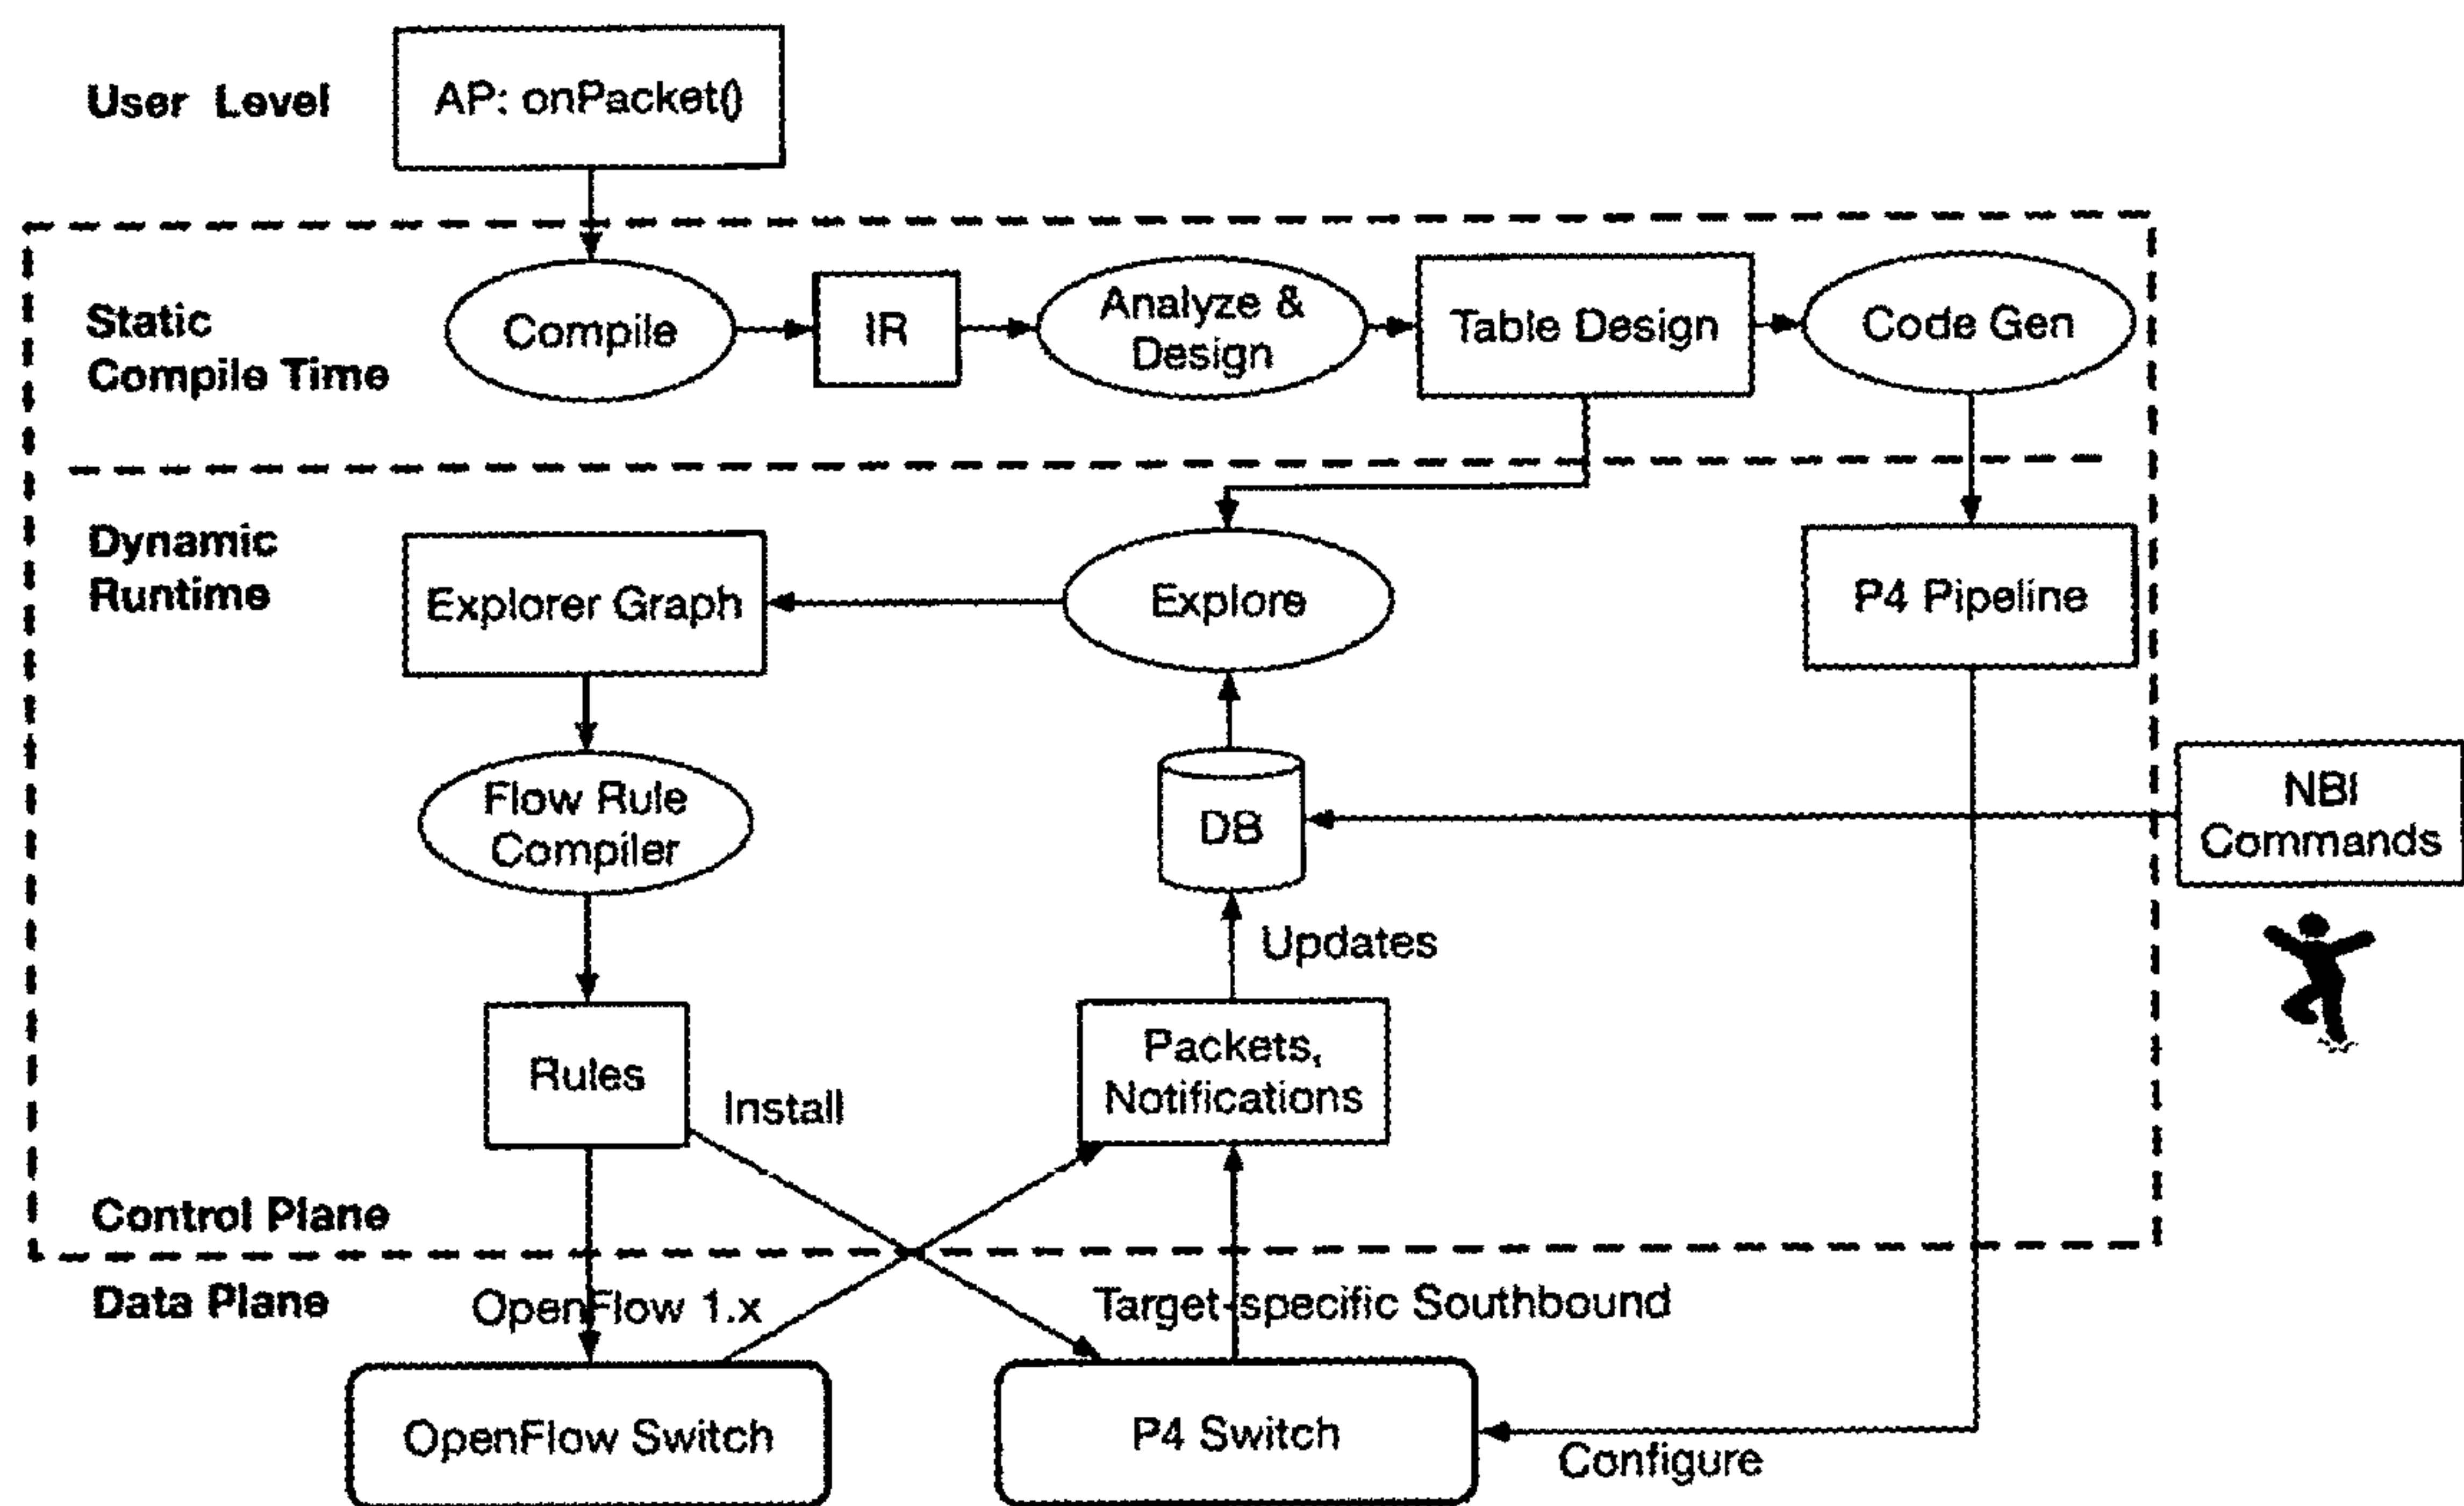 User Level
AP: onPacket()
Static
Compile Time
Compile
IR
Analyze &
Design
Table Design
Code Gen
Dynamic
Runtime
Explorer Graph
Explore
P4 Pipeline
Flow Rule
Compiler
DB
NBI
Commands
Updates
Rules
Install
Packets,
Notifications
Control Plane
Data Plane
OpenFlow 1.x
Target-specific Southbound
OpenFlow Switch
P4 Switch
Configure